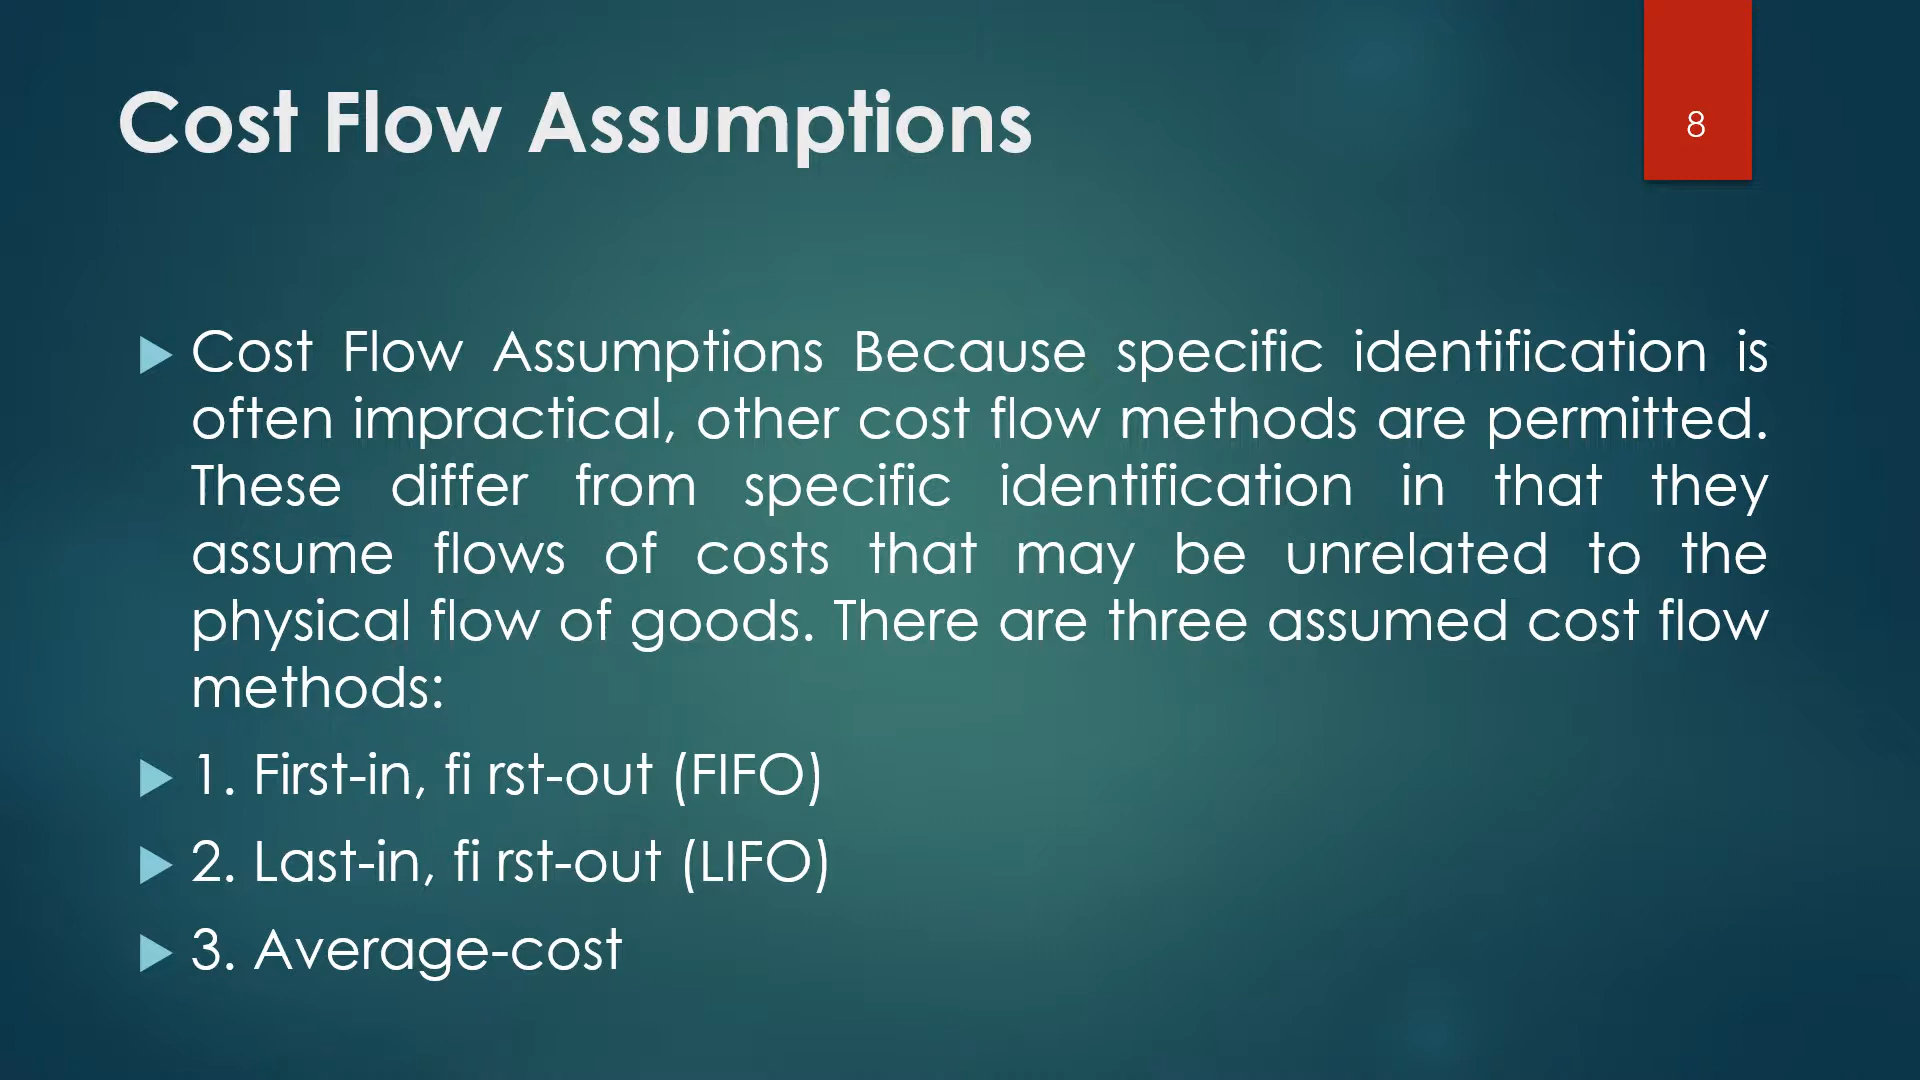 Cost Flow Assumptions
8
Cost Flow Assumptions Because specific identification is
often impractical, other cost flow methods are permitted.
These differ from specific identification in that they
assume flows of costs that may be unrelated to the
physical flow of goods. There are three assumed cost flow
methods:
1. First-in, fi rst-out (FIFO)
2. Last-in, fi rst-out (LIFO)
3. Average-cost